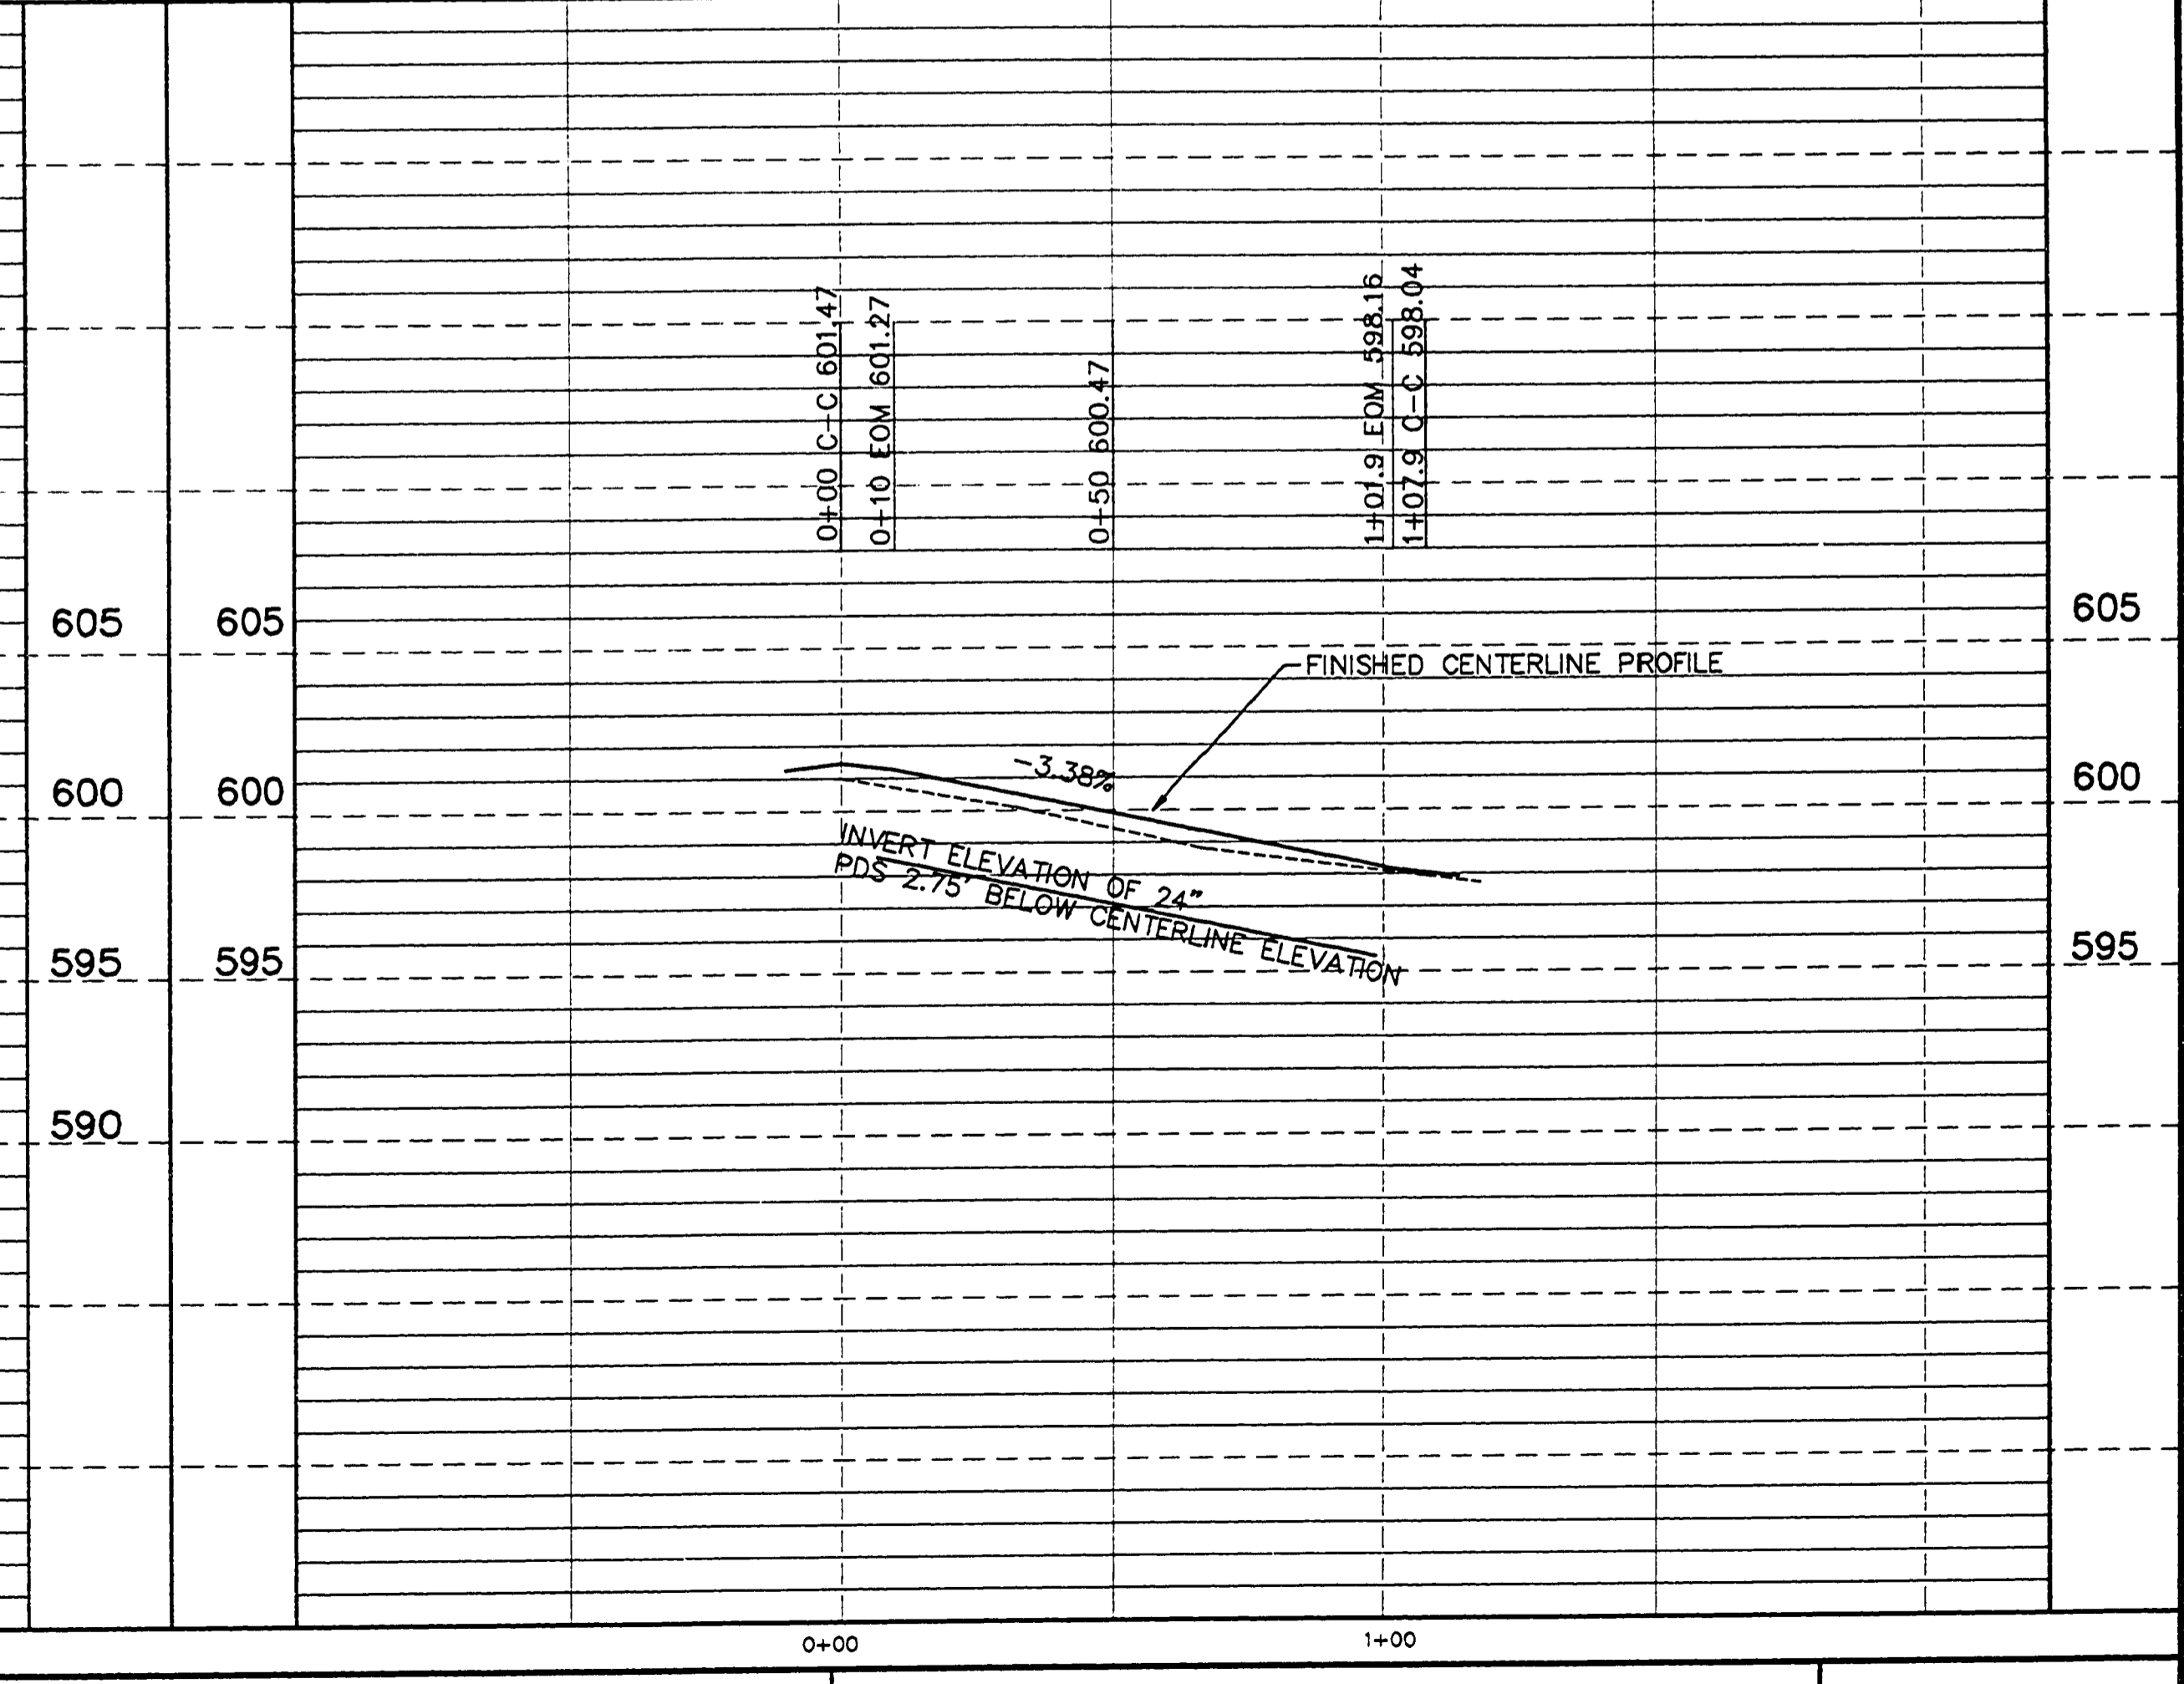 0+00 C-C 601.47
0+10 EOM 601.27
0+50 600.47
1+01.9 EOM 598.16
1+07.9 C-C 598.04
605 605 605
FINISHED CENTERLINE PROFILE
-3.38%
600 600 600
INVERT ELEVATION OF 24"
PDS 2.75' BELOW CENTERLINE ELEVATION
595 595 595
590
0+00 1+00